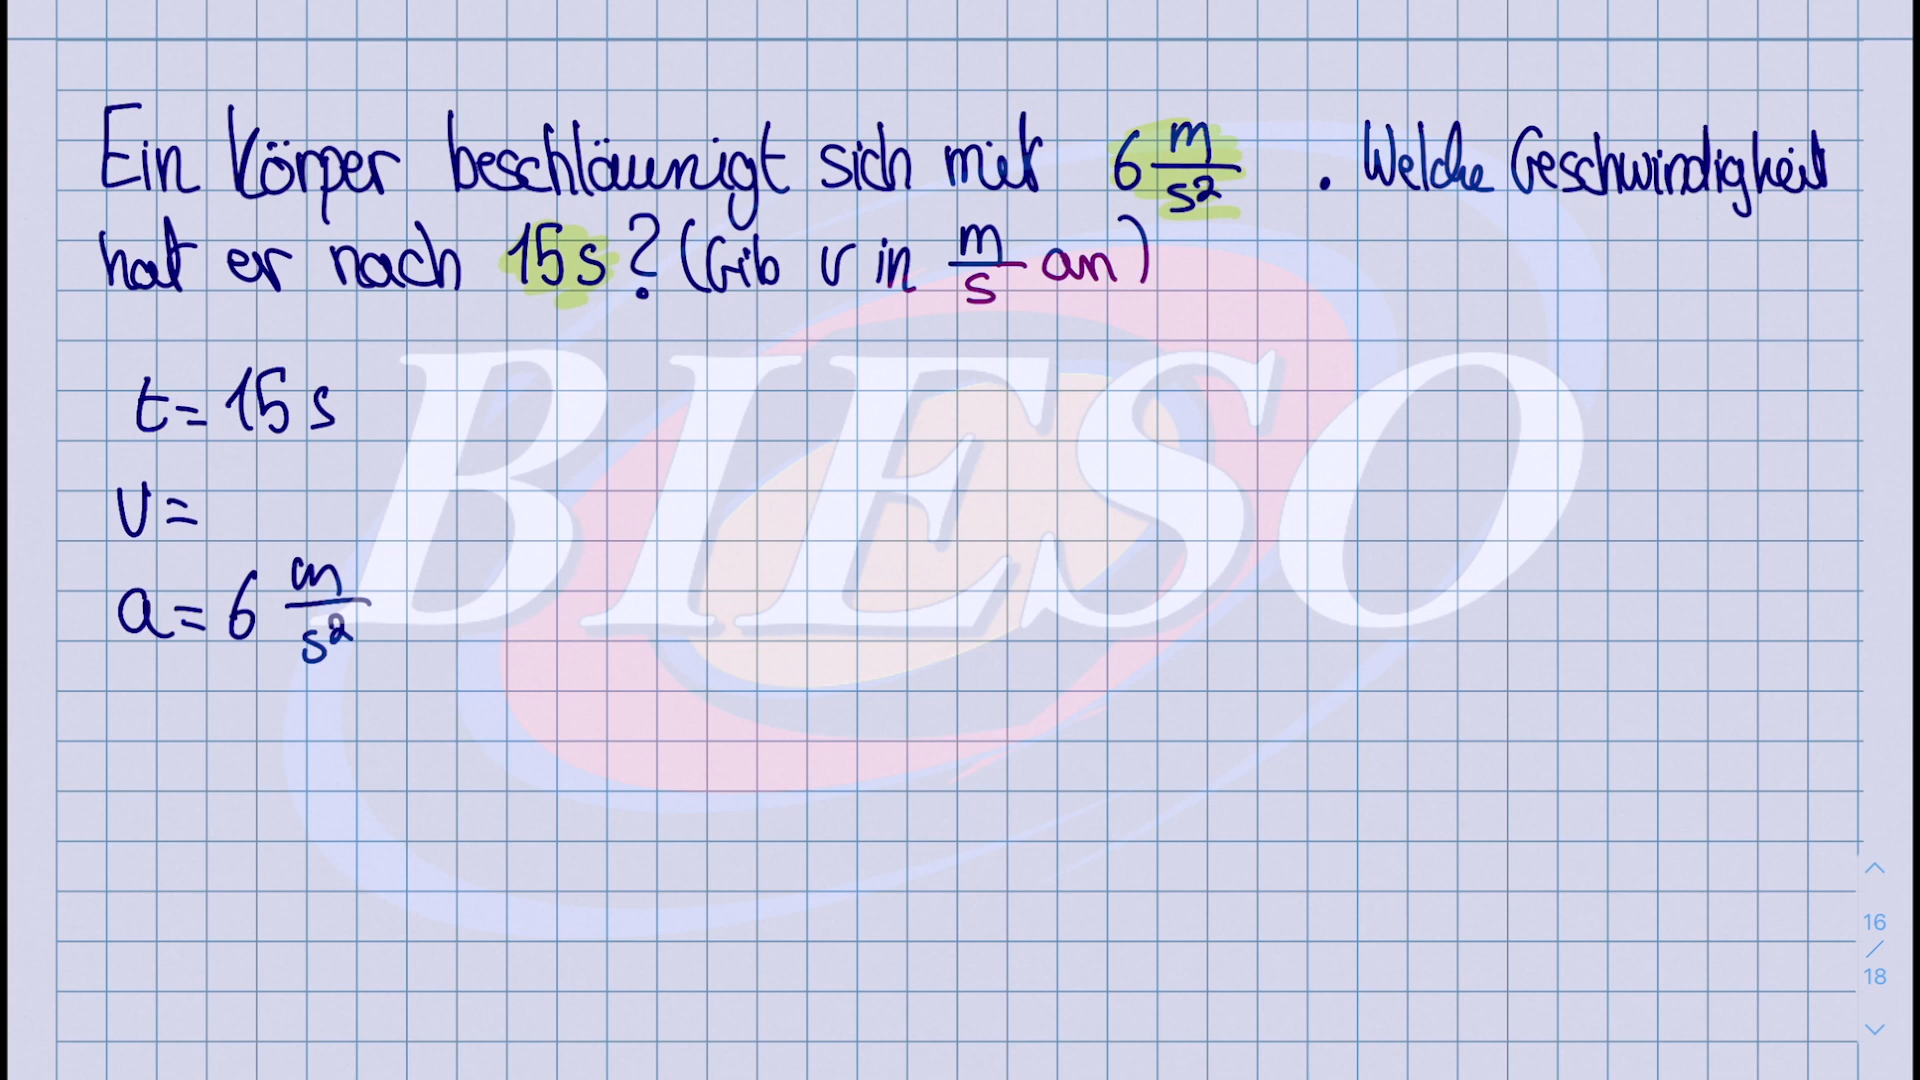 Ein Körper beschläunigt sich mit 6 m/s² . Welche Geschwindigkeit
hat er nach 15s? (Gib v in m/s an)
t= 15 s
v=
a= 6 m/s²
BIESO
16
/
18